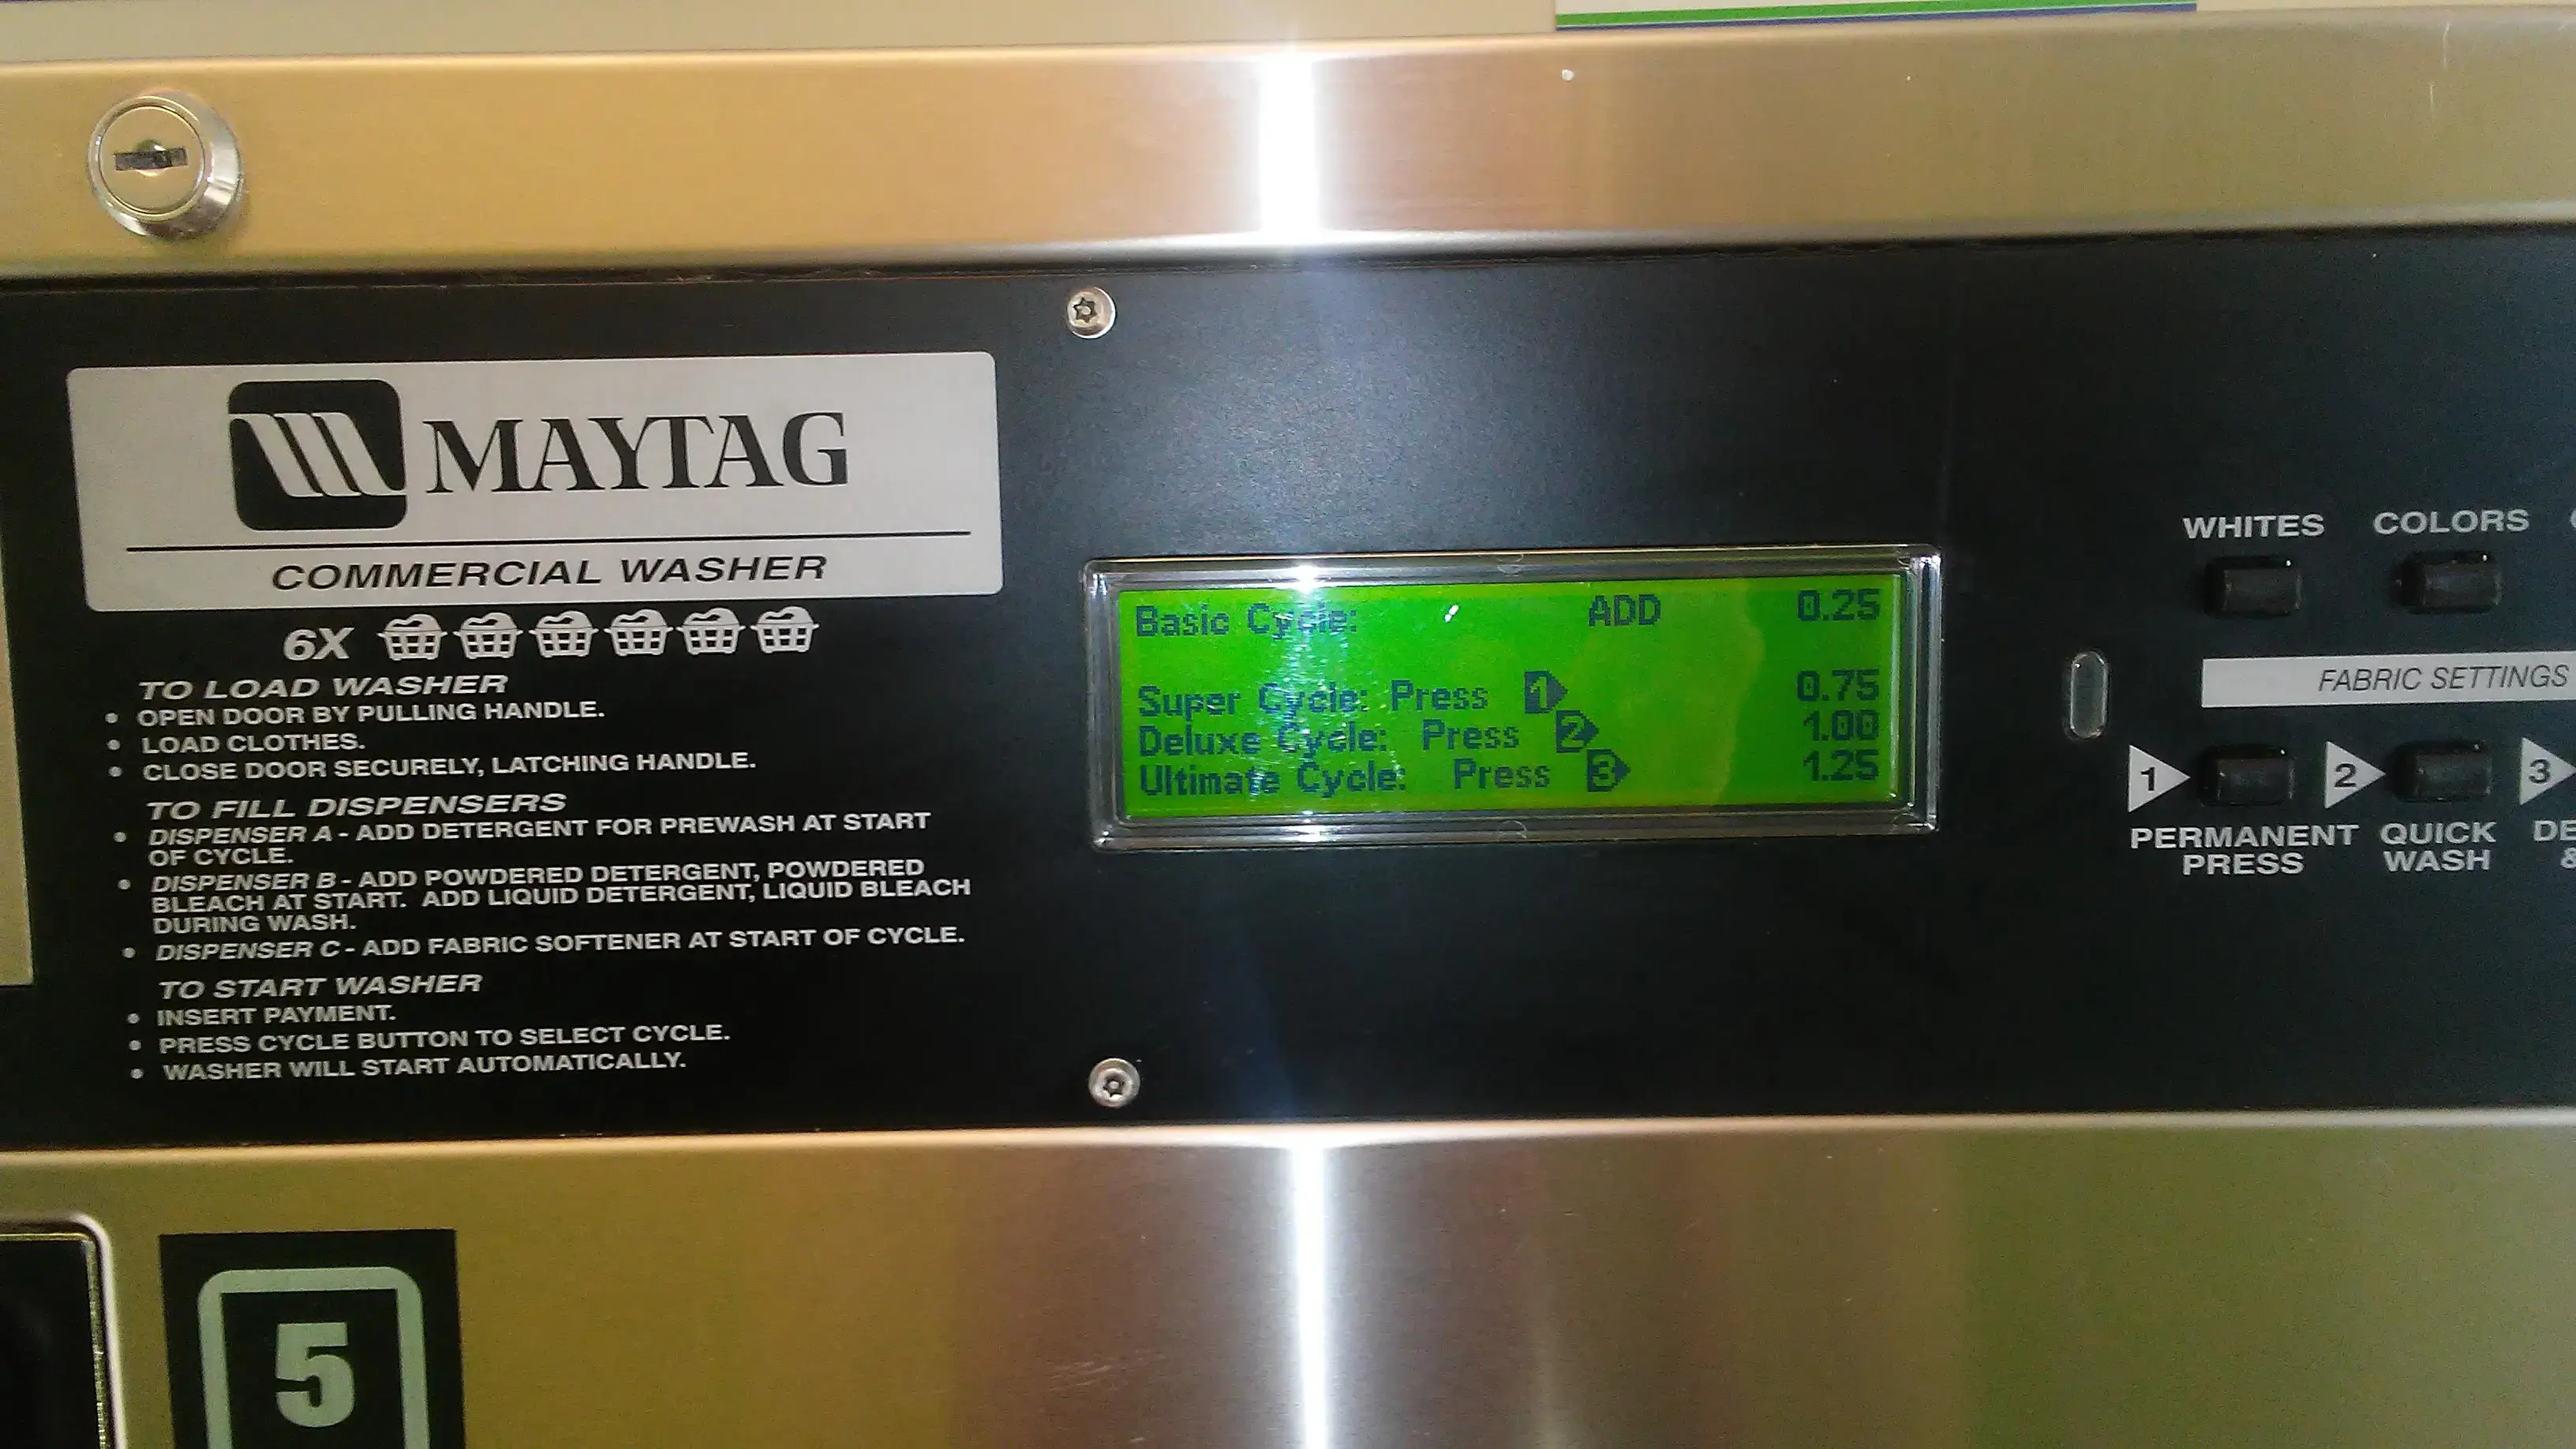 MAYTAG
COMMERCIAL WASHER
6X
TO LOAD WASHER
• OPEN DOOR BY PULLING HANDLE.
• LOAD CLOTHES.
• CLOSE DOOR SECURELY, LATCHING HANDLE.
TO FILL DISPENSERS
• DISPENSER A - ADD DETERGENT FOR PREWASH AT START
OF CYCLE.
• DISPENSER B - ADD POWDERED DETERGENT, POWDERED
BLEACH AT START. ADD LIQUID DETERGENT, LIQUID BLEACH
DURING WASH.
• DISPENSER C - ADD FABRIC SOFTENER AT START OF CYCLE.
TO START WASHER
• INSERT PAYMENT.
• PRESS CYCLE BUTTON TO SELECT CYCLE.
• WASHER WILL START AUTOMATICALLY.
Basic Cycle: ADD 0.25
Super Cycle: Press 1 0.75
Deluxe Cycle: Press 2 1.00
Ultimate Cycle: Press 3 1.25
WHITES COLORS
FABRIC SETTINGS
1 2 3
PERMANENT
PRESS
QUICK
WASH
5